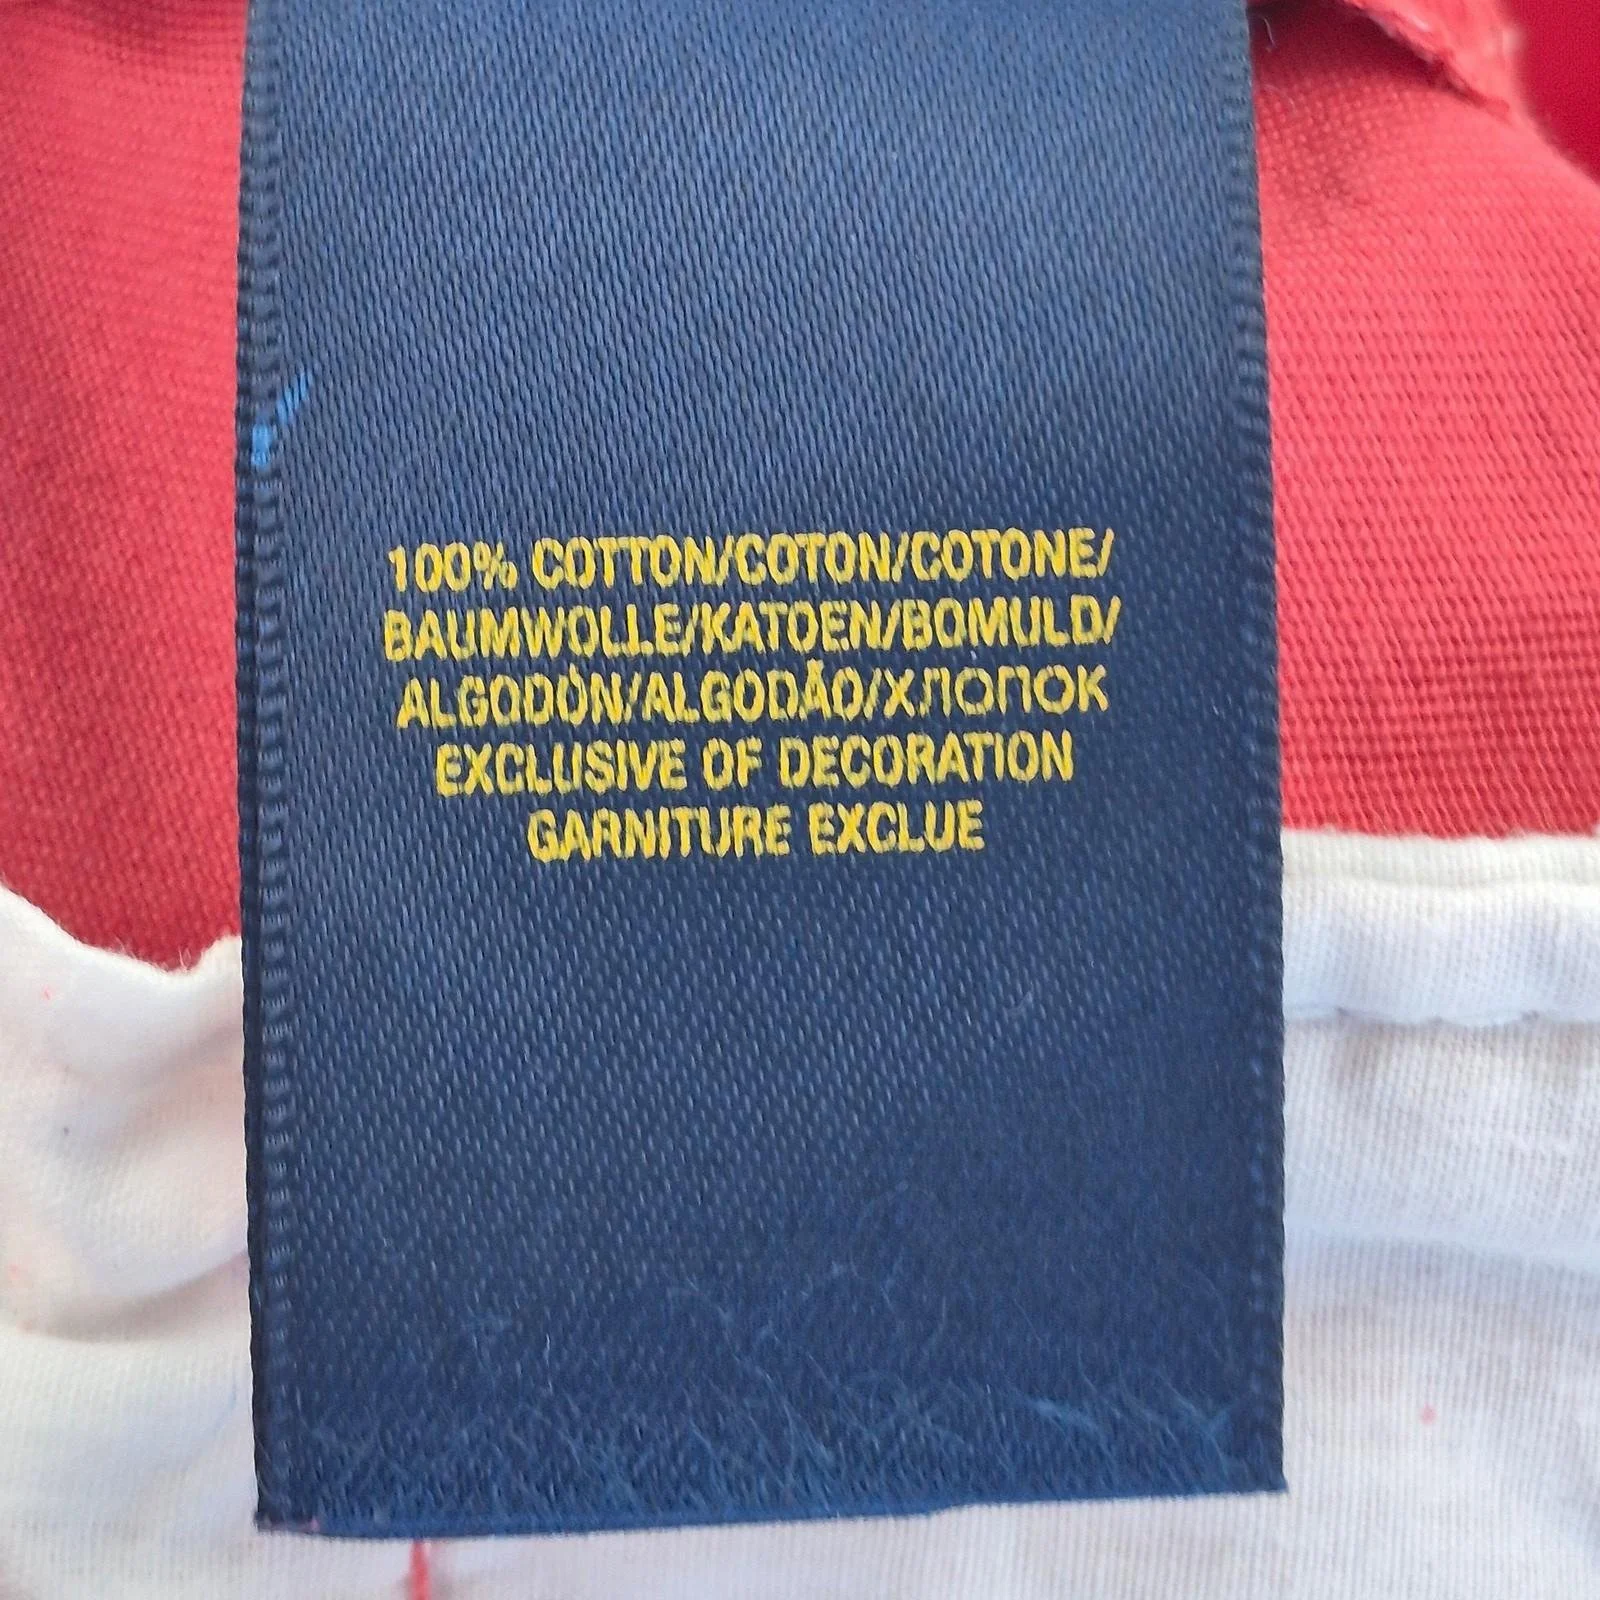 100% COTTON/COTON/COTONE/
BAUMWOLLE/KATOEN/BOMULD/
ALGODÓN/ALGODÃO/ХЛОПОК
EXCLUSIVE OF DECORATION
GARNITURE EXCLUE